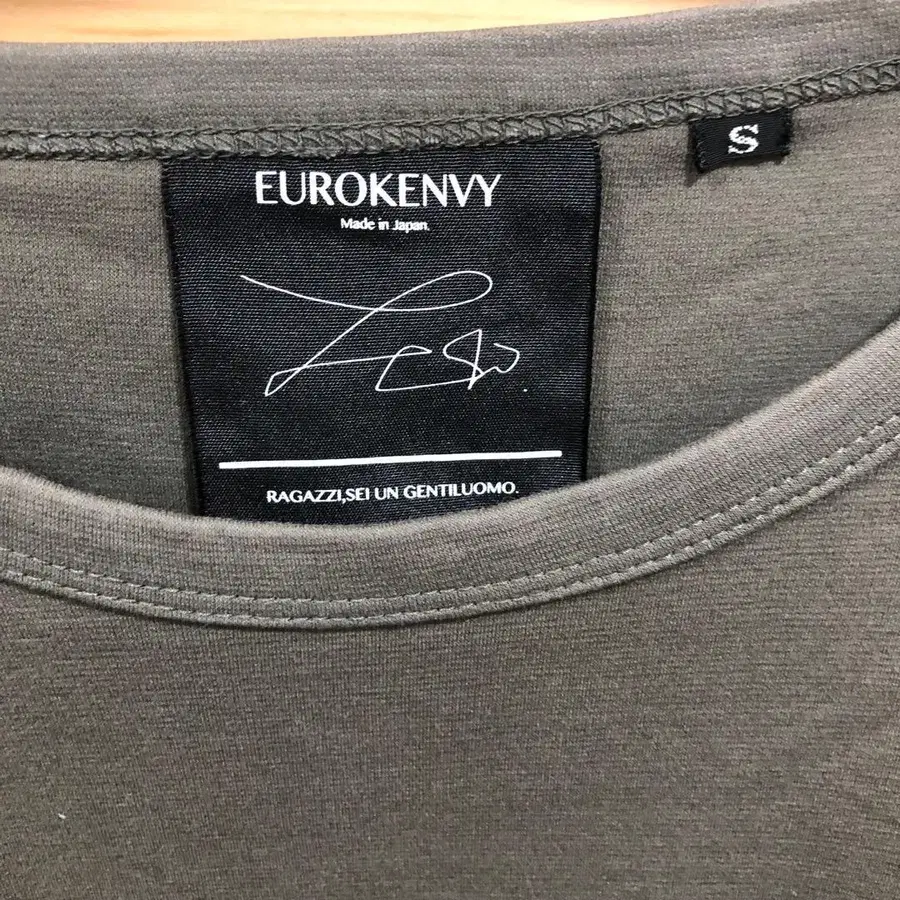 EUROKENVY
Made in Japan.
RAGAZZI,SEI UN GENTILUOMO.
S